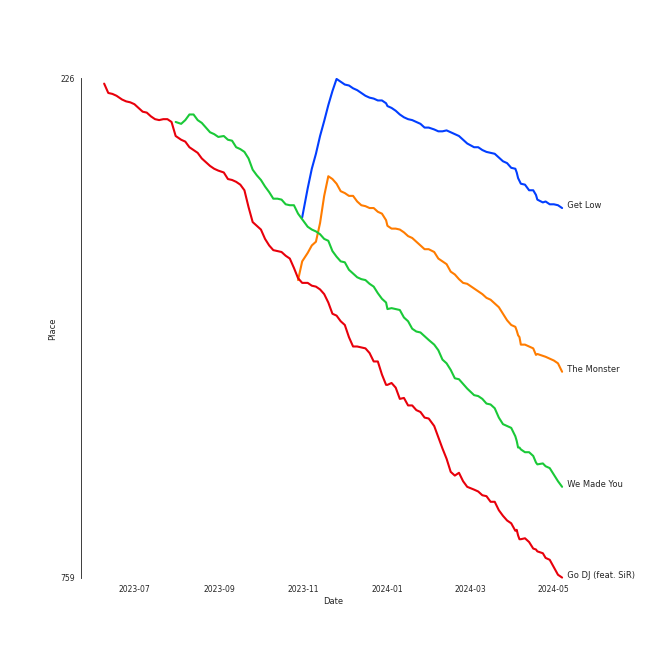 226
Get Low
Place
The Monster
We Made You
Go DJ (feat. SiR)
759
2023-07 2023-09 2023-11 2024-01 2024-03 2024-05
Date